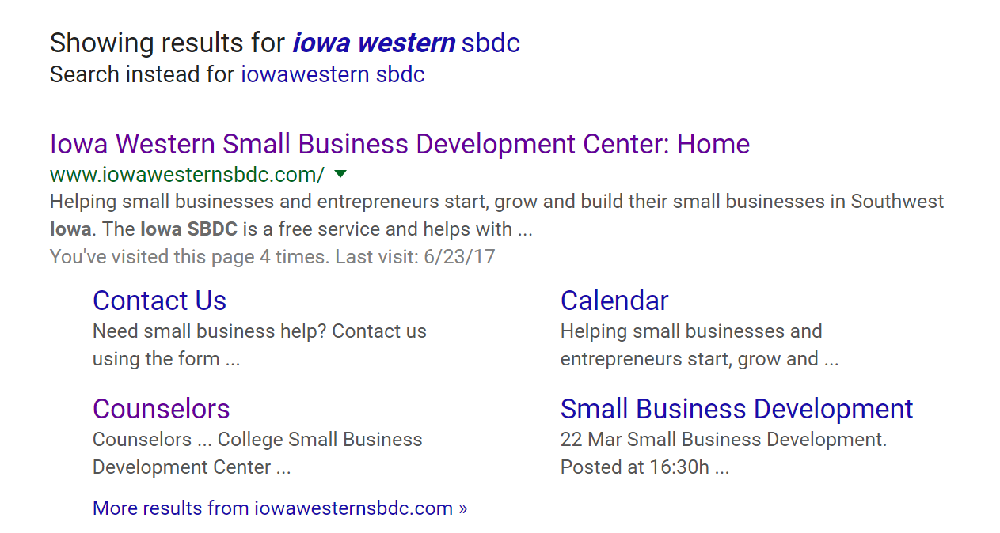 Showing results for iowa western sbdc
Search instead for iowawestern sbdc
Iowa Western Small Business Development Center: Home
www.iowawesternsbdc.com/
Helping small businesses and entrepreneurs start, grow and build their small businesses in Southwest
Iowa. The Iowa SBDC is a free service and helps with ...
You've visited this page 4 times. Last visit: 6/23/17
Contact Us
Need small business help? Contact us
using the form ...
Calendar
Helping small businesses and
entrepreneurs start, grow and ...
Counselors
Counselors ... College Small Business
Development Center ...
Small Business Development
22 Mar Small Business Development.
Posted at 16:30h ...
More results from iowawesternsbdc.com »